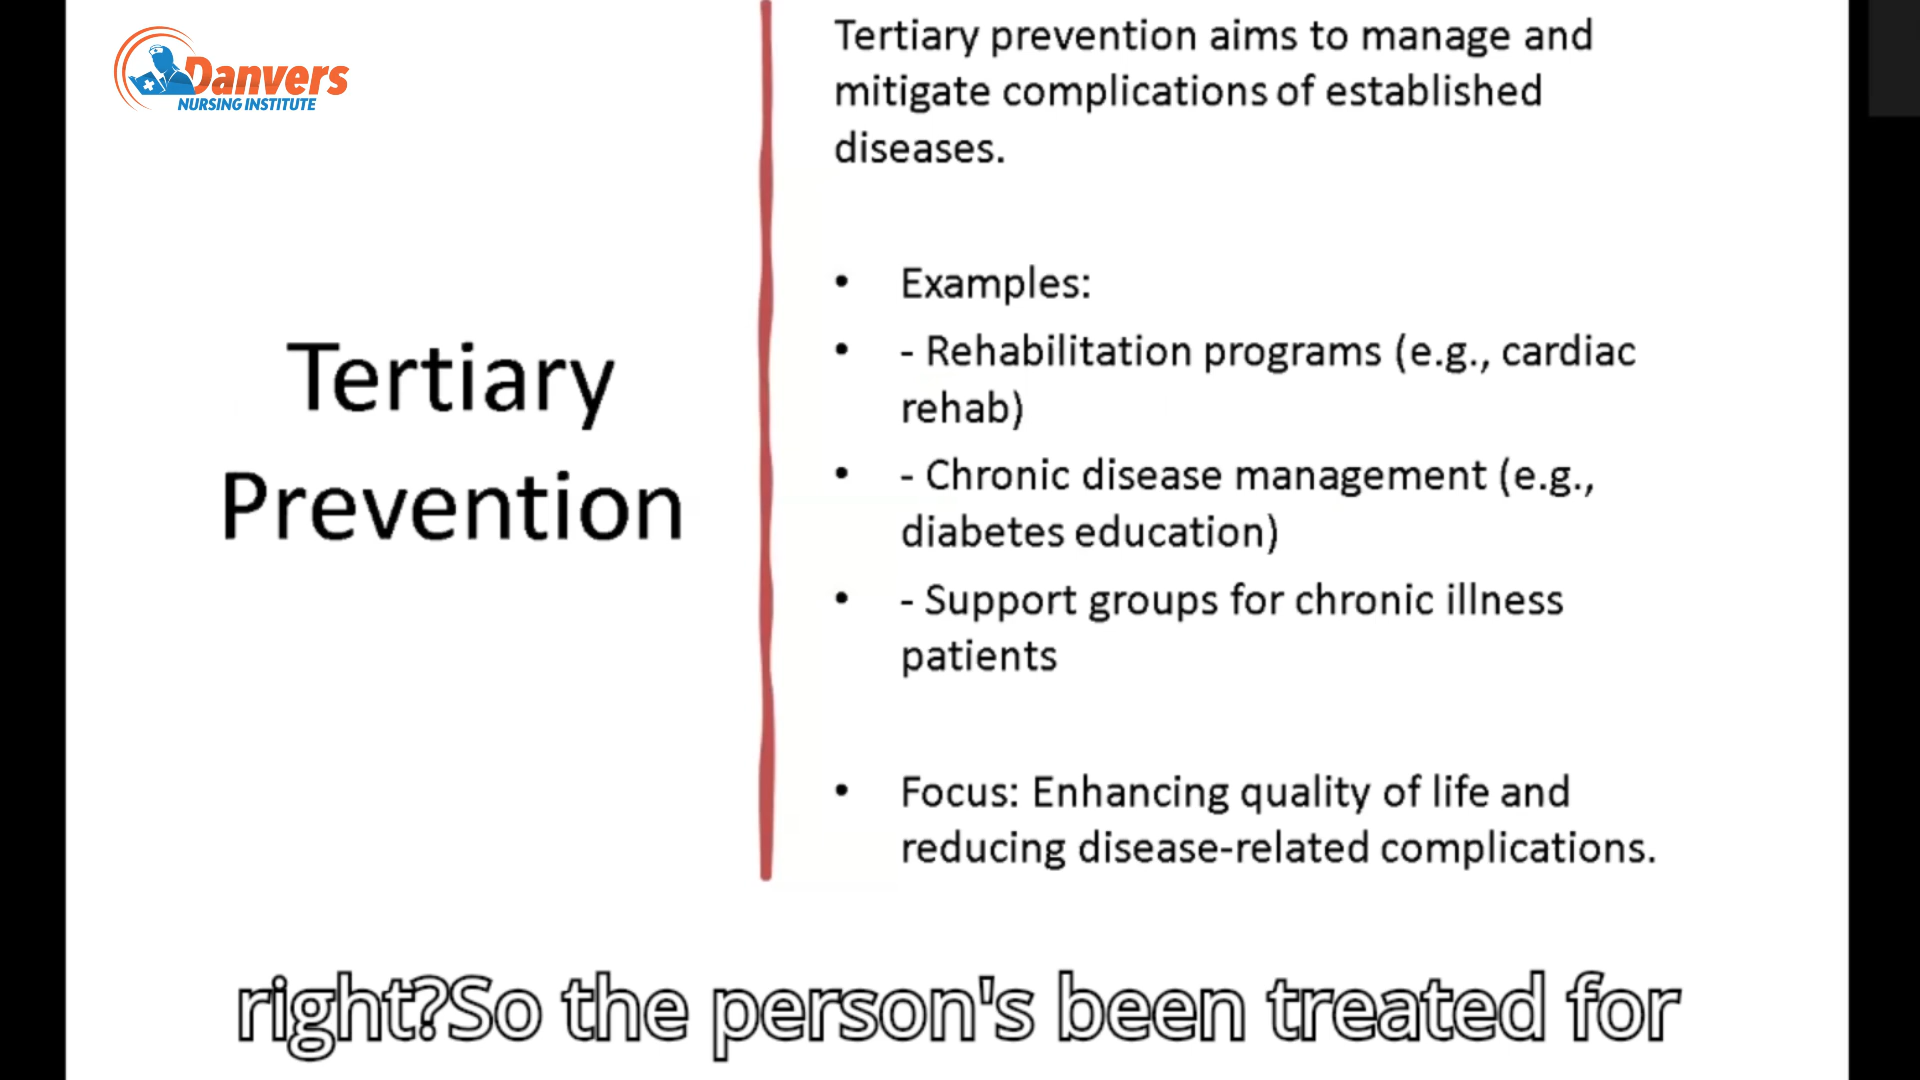 Danvers
NURSING INSTITUTE
Tertiary
Prevention
Tertiary prevention aims to manage and
mitigate complications of established
diseases.
• Examples:
• - Rehabilitation programs (e.g., cardiac
rehab)
• - Chronic disease management (e.g.,
diabetes education)
• - Support groups for chronic illness
patients
• Focus: Enhancing quality of life and
reducing disease-related complications.
right?So the person's been treated for